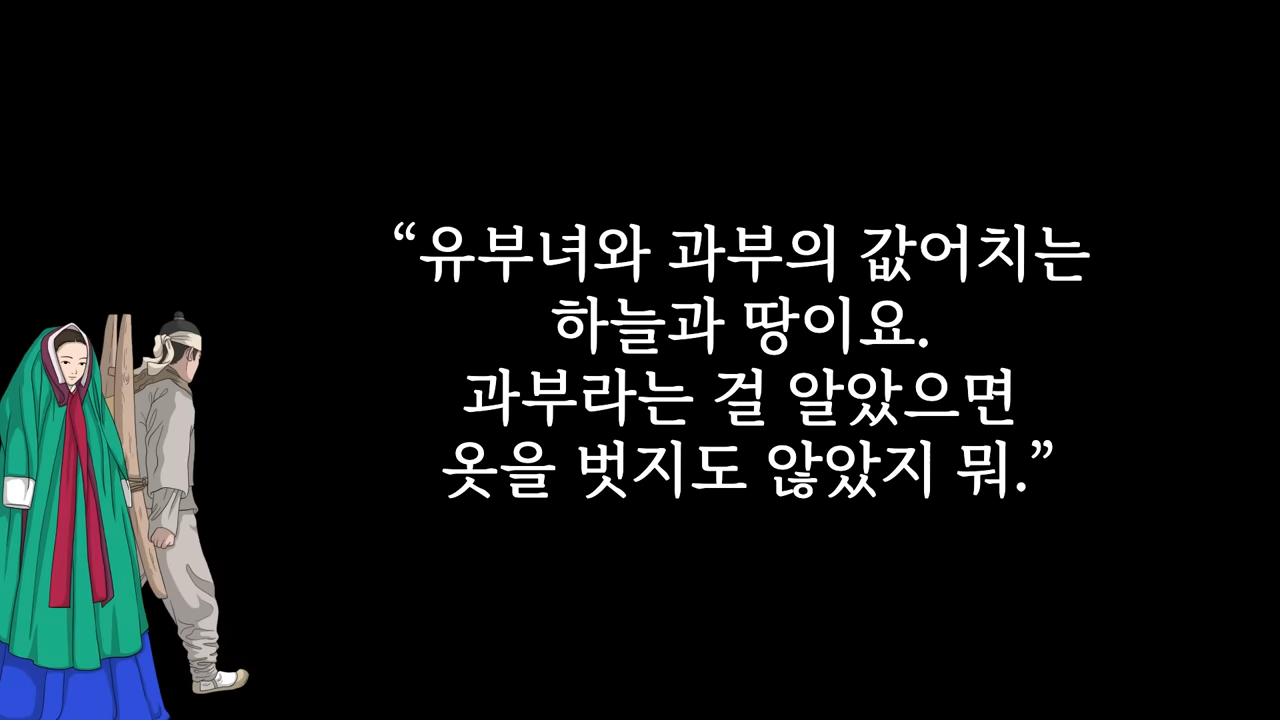 “유부녀와 과부의 값어치는
하늘과 땅이요.
과부라는 걸 알았으면
옷을 벗지도 않았지 뭐.”